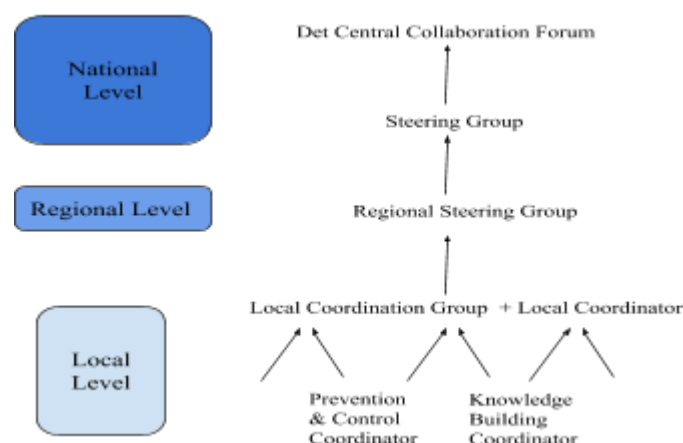 National
Level
Det Central Collaboration Forum
Steering Group
Regional Level
Regional Steering Group
Local Coordination Group + Local Coordinator
Local
Level
Prevention
& Control
Coordinator
Knowledge
Building
Coordinator